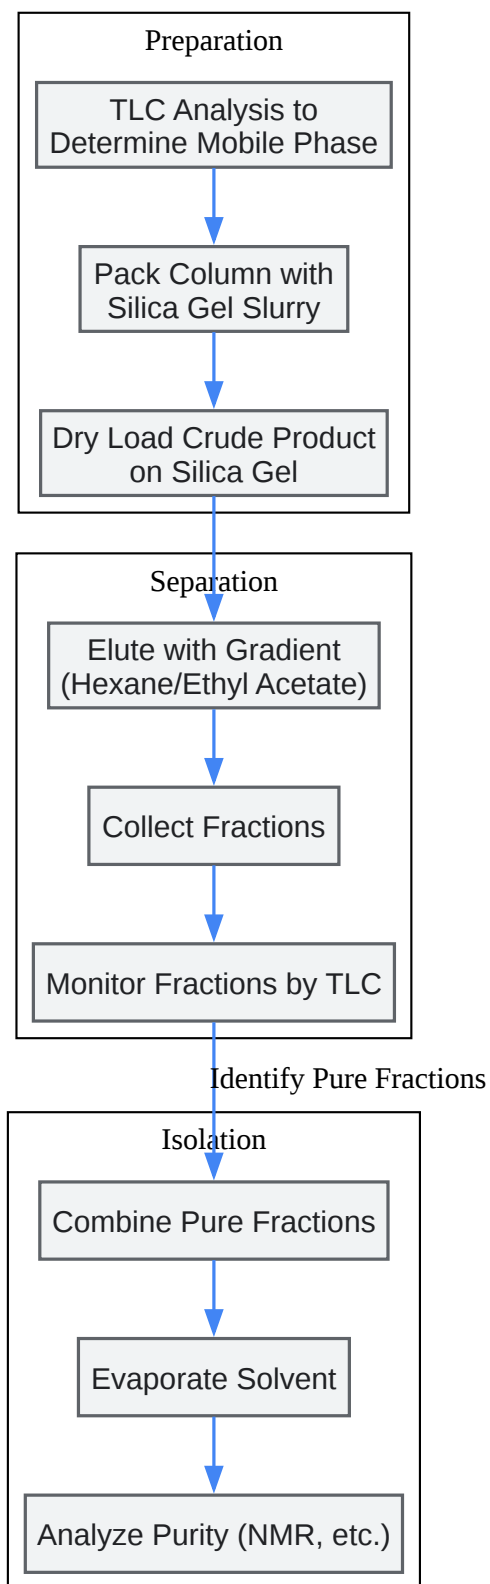 Preparation
TLC Analysis to
Determine Mobile Phase
Pack Column with
Silica Gel Slurry
Dry Load Crude Product
on Silica Gel
Separation
Elute with Gradient
(Hexane/Ethyl Acetate)
Collect Fractions
Monitor Fractions by TLC
Identify Pure Fractions
Isolation
Combine Pure Fractions
Evaporate Solvent
Analyze Purity (NMR, etc.)